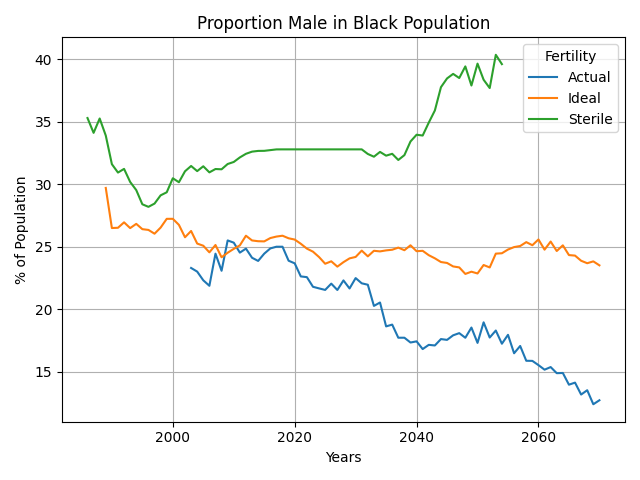 Proportion Male in Black Population
% of Population
40
35
30
25
20
15
2000
2020
2040
2060
Years
Fertility
Actual
Ideal
Sterile